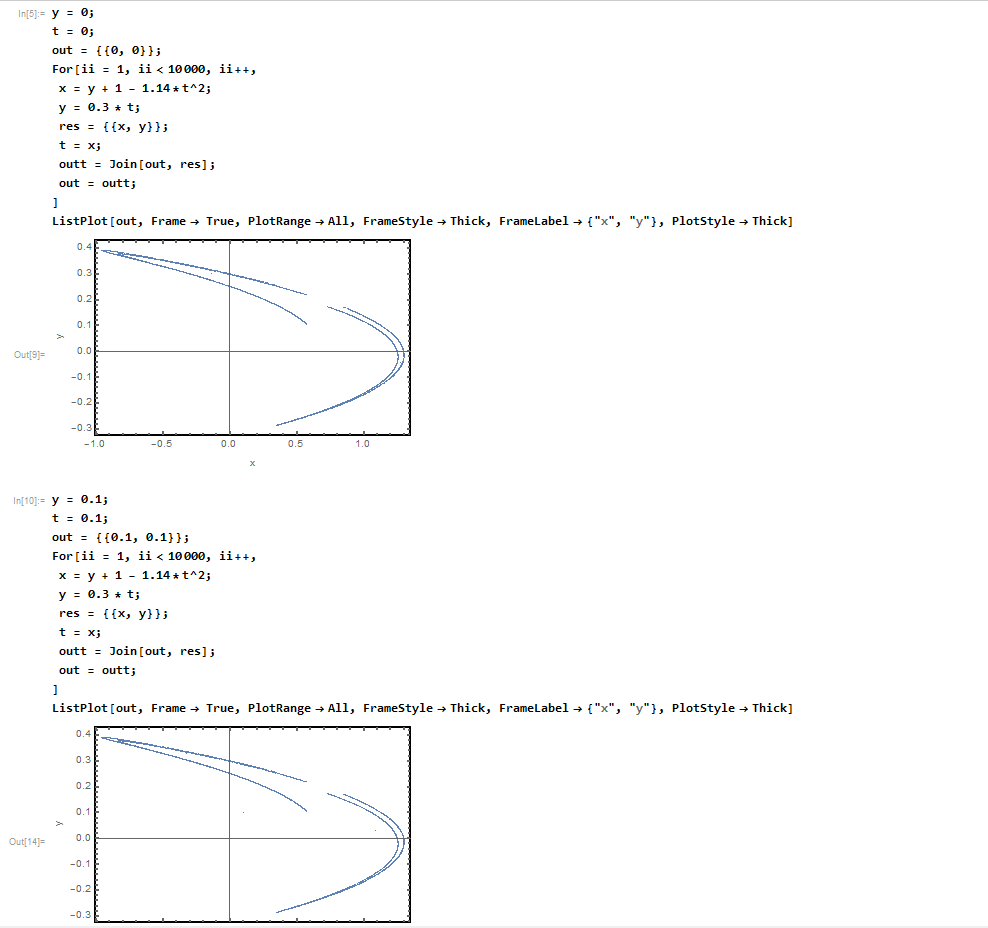 In[5]:= y = 0;
t = 0;
out = {{0, 0}};
For[ii = 1, ii < 10000, ii++,
x = y + 1 - 1.14*t^2;
y = 0.3 * t;
res = {{x, y}};
t = x;
outt = Join[out, res];
out = outt;
]
ListPlot[out, Frame → True, PlotRange → All, FrameStyle → Thick, FrameLabel → {"x", "y"}, PlotStyle → Thick]
0.4
0.3
0.2
0.1
y
Out[9]=
0.0
-0.1
-0.2
-0.3
-1.0 -0.5 0.0 0.5 1.0
x
In[10]:= y = 0.1;
t = 0.1;
out = {{0.1, 0.1}};
For[ii = 1, ii < 10000, ii++,
x = y + 1 - 1.14*t^2;
y = 0.3 * t;
res = {{x, y}};
t = x;
outt = Join[out, res];
out = outt;
]
ListPlot[out, Frame → True, PlotRange → All, FrameStyle → Thick, FrameLabel → {"x", "y"}, PlotStyle → Thick]
0.4
0.3
0.2
0.1
y
Out[14]=
0.0
-0.1
-0.2
-0.3